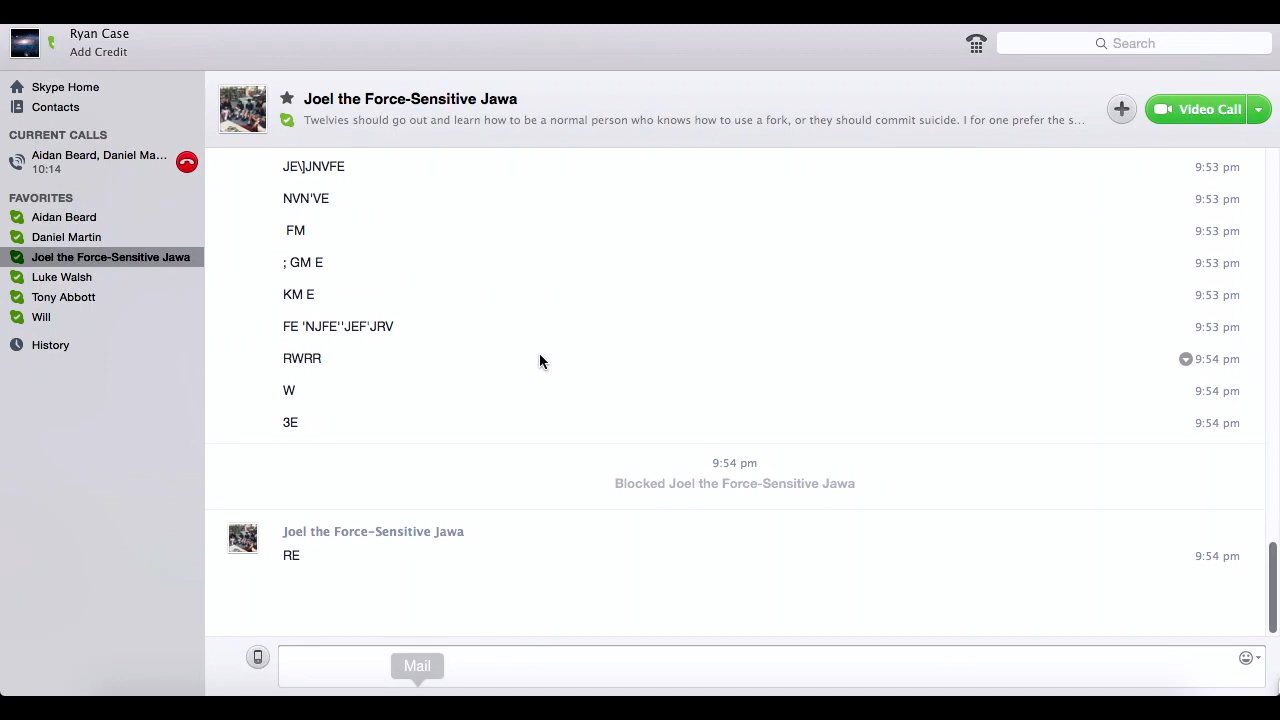 Ryan Case
Add Credit
Search
Skype Home
Contacts
CURRENT CALLS
Aidan Beard, Daniel Ma...
10:14
FAVORITES
Aidan Beard
Daniel Martin
Joel the Force-Sensitive Jawa
Luke Walsh
Tony Abbott
Will
History
Joel the Force-Sensitive Jawa
Twelvies should go out and learn how to use a normal person who knows how to use a fork, or they should commit suicide. I for one prefer the s...
Video Call
JE\]JNVFE 9:53 pm
NVN'VE 9:53 pm
FM 9:53 pm
; GM E 9:53 pm
KM E 9:53 pm
FE 'NJFE''JEF'JRV 9:53 pm
RWRR 9:54 pm
W 9:54 pm
3E 9:54 pm
9:54 pm
Blocked Joel the Force-Sensitive Jawa
Joel the Force-Sensitive Jawa
RE 9:54 pm
Mail